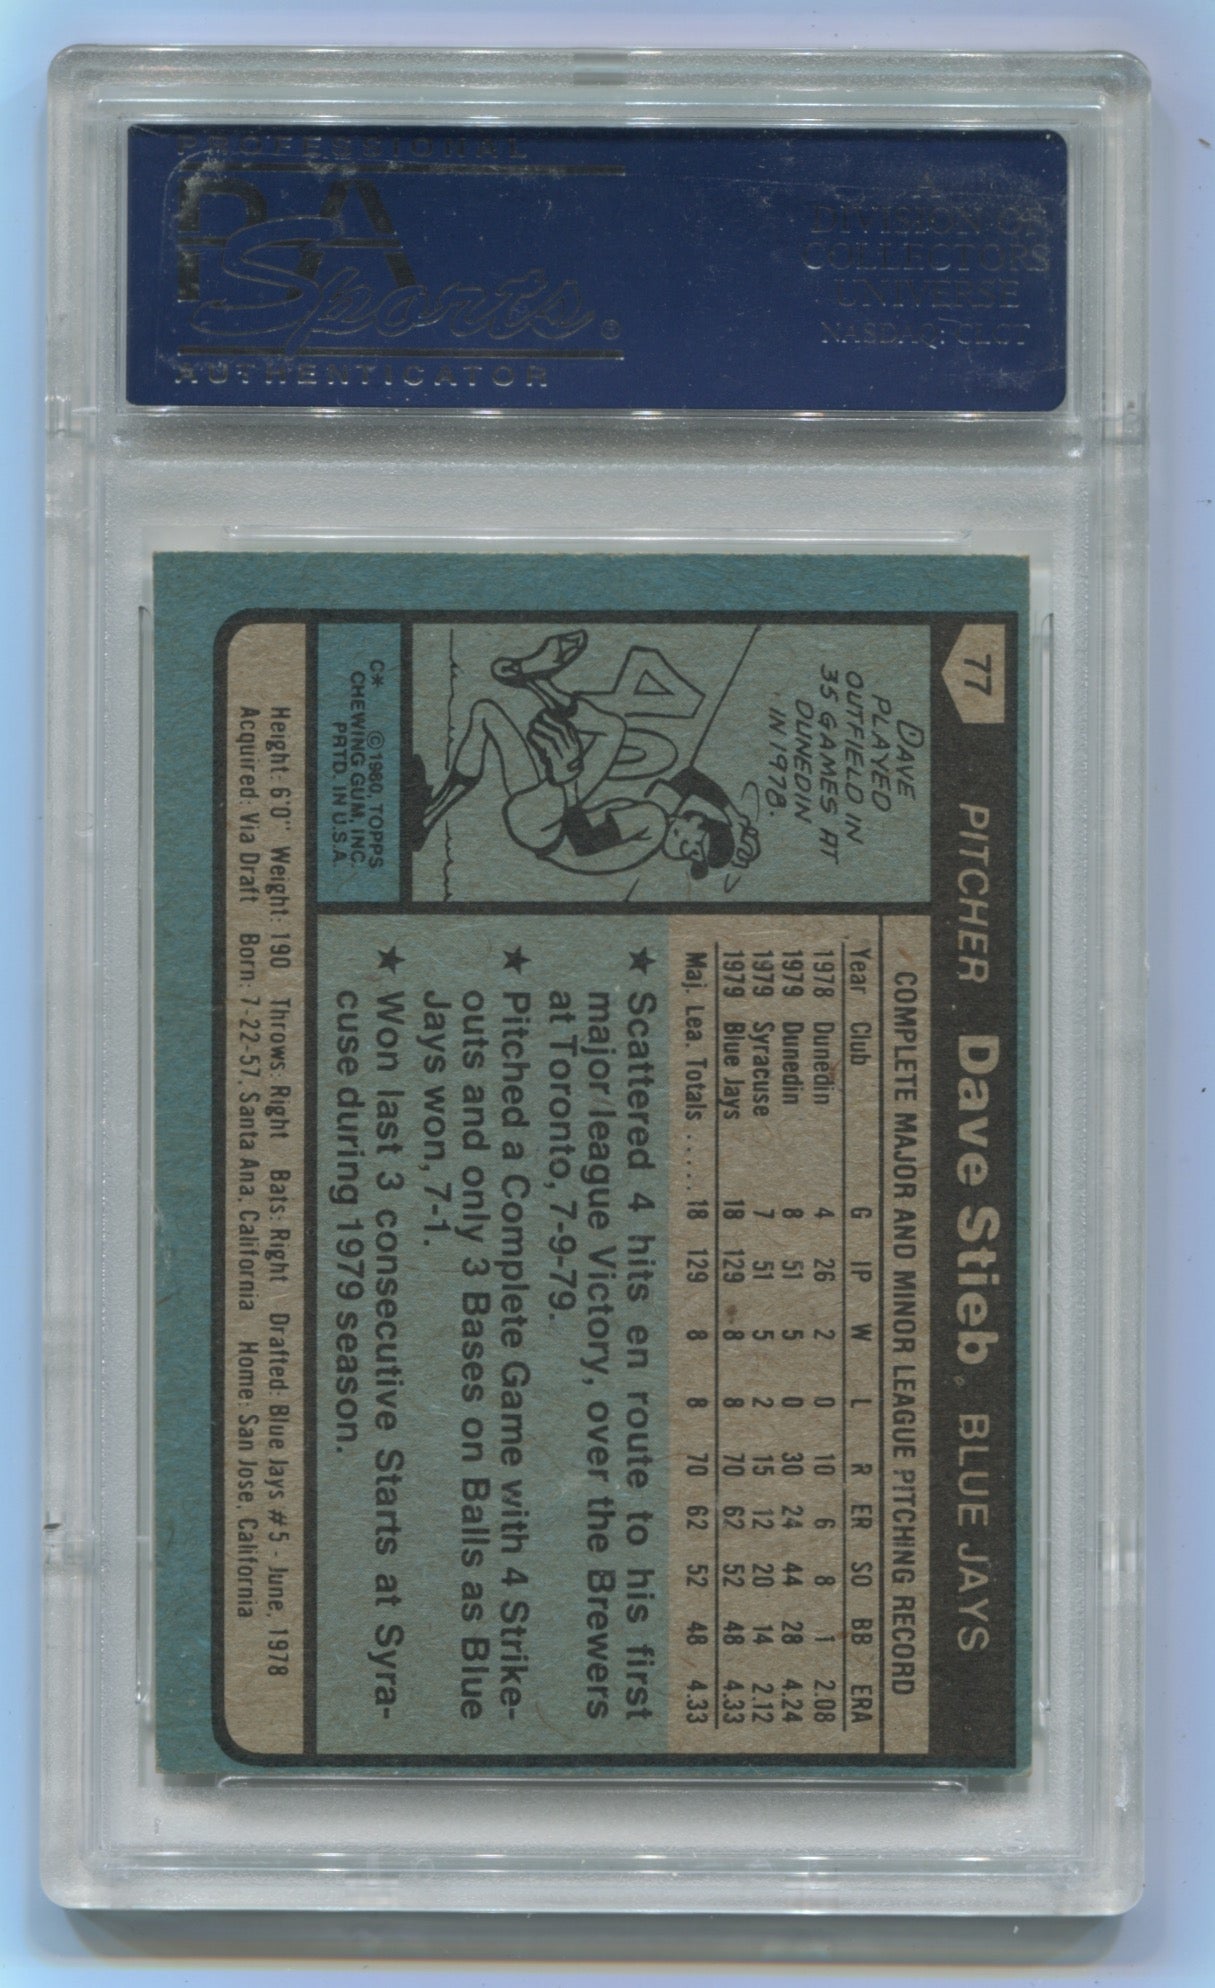 PROFESSIONAL
PSA
Sports®
AUTHENTICATOR
DIVISION OF
COLLECTORS
UNIVERSE
NASDAQ: CLCT
77 PITCHER Dave Stieb BLUE JAYS
DAVE
PLAYED
OUTFIELD IN
35 GAMES AT
DUNEDIN
IN 1978.
40
C* ©1980, TOPPS
CHEWING GUM, INC.
PRTD. IN U.S.A.
COMPLETE MAJOR AND MINOR LEAGUE PITCHING RECORD
Year Club G IP W L R ER SO BB ERA
1978 Dunedin 4 26 2 0 10 6 8 1 2.08
1979 Dunedin 8 51 5 0 30 24 44 28 4.24
1979 Syracuse 7 51 5 2 15 12 20 14 2.12
1979 Blue Jays 18 129 8 8 70 62 52 48 4.33
Maj. Lea. Totals ..... 18 129 8 8 70 62 52 48 4.33
★ Scattered 4 hits en route to his first
major league Victory, over the Brewers
at Toronto, 7-9-79.
★ Pitched a Complete Game with 4 Strike-
outs and only 3 Bases on Balls as Blue
Jays won, 7-1.
★ Won last 3 consecutive Starts at Syra-
cuse during 1979 season.
Height: 6'0" Weight: 190 Throws: Right Bats: Right Drafted: Blue Jays #5 - June, 1978
Acquired: Via Draft Born: 7-22-57, Santa Ana, California Home: San Jose, California